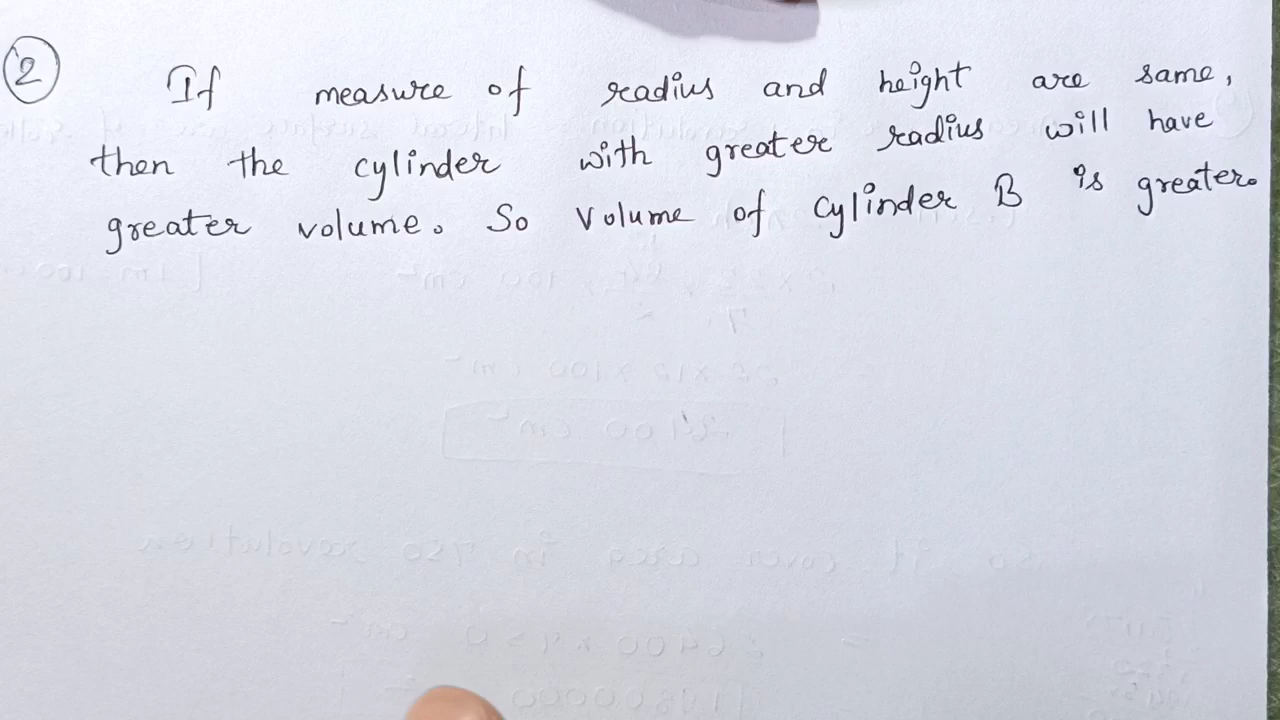 2 If measure of radius and height are same,
then the cylinder with greater radius will have
greater volume. So volume of cylinder B is greater.